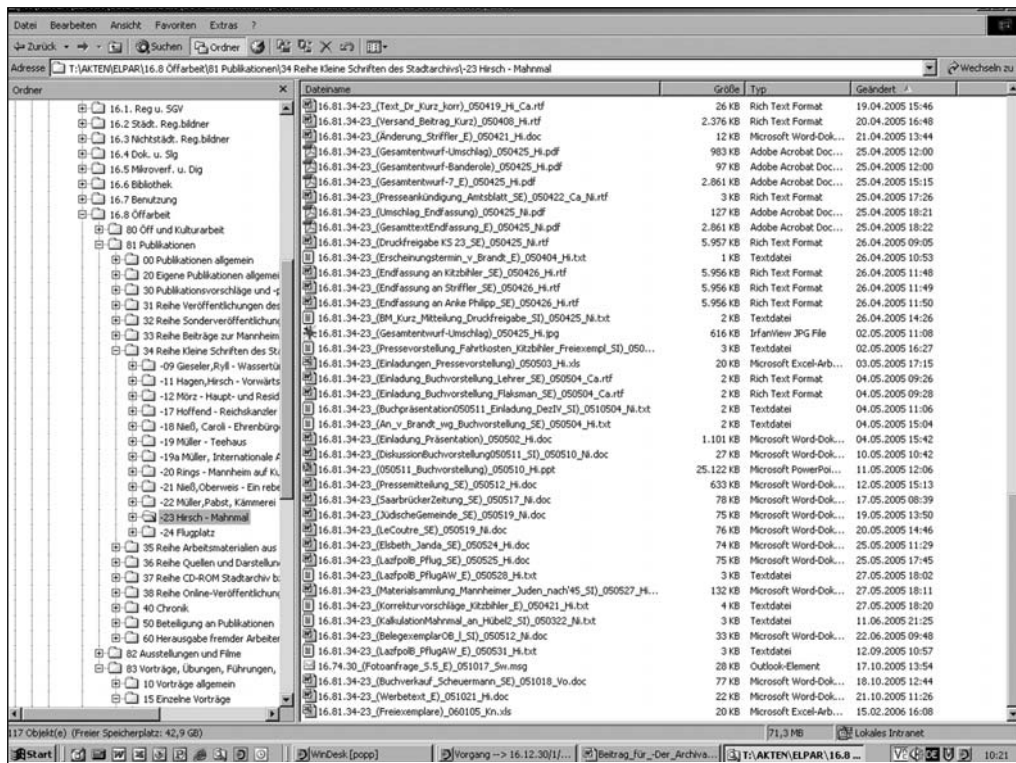 Datei Bearbeiten Ansicht Favoriten Extras ?
Zurück Suchen Ordner
Adresse T:\AKTEN\ELPAR\16.8 Öffarbeit\81 Publikationen\34 Reihe Kleine Schriften des Stadtarchivs\-23 Hirsch - Mahnmal Wechseln zu
Ordner
16.1. Reg u. SGV
16.2 Städt. Reg.bildner
16.3 Nichtstädt. Reg.bildner
16.4 Dok. u. Slg
16.5 Mikroverf. u. Dig
16.6 Bibliothek.
16.7 Benutzung
16.8 Öffarbeit
80 Öff und Kulturarbeit
81 Publikationen
00 Publikationen allgemein
20 Eigene Publikationen allgemei
30 Publikationsvorschläge und -p
31 Reihe Veröffentlichungen des
32 Reihe Sonderveröffentlichun
33 Reihe Beiträge zur Mannheim
34 Reihe Kleine Schriften des Sta
-09 Gieseler,Ryll - Wassertü
-11 Hagen,Hirsch - Vorwärts
-12 Mörz - Haupt- und Resid
-17 Hoffend - Reichskanzler
-18 Nieß, Caroli - Ehrenbürge
-19 Müller - Teehaus
-19a Müller, Internationale A
-20 Rings - Mannheim auf Ku
-21 Nieß,Oberweis - Ein rebe
-22 Müller,Pabst, Kämmerei
-23 Hirsch - Mahnmal
-24 Flugplatz
35 Reihe Arbeitsmaterialien aus
36 Reihe Quellen und Darstellun
37 Reihe CD-ROM Stadtarchiv b
38 Reihe Online-Veröffentlichun
40 Chronik
50 Beteiligung an Publikationen
60 Herausgabe fremder Arbeiten
82 Ausstellungen und Filme
83 Vorträge, Übungen, Führungen,
10 Vorträge allgemein
15 Einzelne Vorträge
Dateiname Größe Typ Geändert
16.81.34-23_(Text_Dr_Kurz_korr)_050419_Hi_Ca.rtf 26 KB Rich Text Format 19.04.2005 15:46
16.81.34-23_(Versand_Beitrag_Kurz)_050408_Hi.rtf 2.376 KB Rich Text Format 20.04.2005 16:48
16.81.34-23_(Änderung_Striffler_E)_050421_Hi.doc 12 KB Microsoft Word-Dok... 21.04.2005 13:44
16.81.34-23_(Gesamtentwurf-Umschlag)_050425_Hi.pdf 983 KB Adobe Acrobat Doc... 25.04.2005 12:00
16.81.34-23_(Gesamtentwurf-Banderole)_050425_Hi.pdf 97 KB Adobe Acrobat Doc... 25.04.2005 12:00
16.81.34-23_(Gesamtentwurf-7_E)_050425_Hi.pdf 2.861 KB Adobe Acrobat Doc... 25.04.2005 15:15
16.81.34-23_(Presseankündigung_Amtsblatt_SE)_050422_Ca_Ni.rtf 3 KB Rich Text Format 25.04.2005 17:26
16.81.34-23_(Umschlag_Endfassung)_050425_Ni.pdf 127 KB Adobe Acrobat Doc... 25.04.2005 18:21
16.81.34-23_(GesamttextEndfassung_E)_050425_Ni.pdf 2.861 KB Adobe Acrobat Doc... 25.04.2005 18:22
16.81.34-23_(Druckfreigabe KS 23_SE)_050425_Ni.rtf 5.957 KB Rich Text Format 26.04.2005 09:05
16.81.34-23_(Erscheinungstermin_v_Brandt_E)_050404_Hi.txt 1 KB Textdatei 26.04.2005 10:53
16.81.34-23_(Endfassung an Kitzbihler_SE)_050426_Hi.rtf 5.956 KB Rich Text Format 26.04.2005 11:48
16.81.34-23_(Endfassung an Striffler_SE)_050426_Hi.rtf 5.956 KB Rich Text Format 26.04.2005 11:49
16.81.34-23_(Endfassung an Anke Philipp_SE)_050426_Hi.rtf 5.956 KB Rich Text Format 26.04.2005 11:50
16.81.34-23_(BM_Kurz_Mitteilung_Druckfreigabe_SI)_050425_Ni.txt 2 KB Textdatei 26.04.2005 14:26
16.81.34-23_(Gesamtentwurf-Umschlag)_050425_Hi.jpg 616 KB IrfanView JPG File 02.05.2005 11:08
16.81.34-23_(Pressevorstellung_Fahrtkosten_Kitzbihler_Freiexempl_SI)_050... 3 KB Textdatei 02.05.2005 16:27
16.81.34-23_(Einladungen_Pressevorstellung)_050503_Hi.xls 20 KB Microsoft Excel-Arb... 03.05.2005 17:15
16.81.34-23_(Einladung_Buchvorstellung_Lehrer_SE)_050504_Ca.rtf 2 KB Rich Text Format 04.05.2005 09:26
16.81.34-23_(Einladung_Buchvorstellung_Flaksman_SE)_050504_Ca.rtf 2 KB Rich Text Format 04.05.2005 09:28
16.81.34-23_(Buchpräsentation050511_Einladung_DezIV_SI)_0510504_Ni.txt 2 KB Textdatei 04.05.2005 11:06
16.81.34-23_(An_v_Brandt_wg_Buchvorstellung_SE)_050504_Hi.txt 2 KB Textdatei 04.05.2005 15:04
16.81.34-23_(Einladung_Präsentation)_050502_Hi.doc 1.101 KB Microsoft Word-Dok... 04.05.2005 15:42
16.81.34-23_(DiskussionBuchvorstellung050511_SI)_050510_Ni.doc 27 KB Microsoft Word-Dok... 10.05.2005 10:42
16.81.34-23_(050511_Buchvorstellung)_050510_Hi.ppt 25.122 KB Microsoft PowerPoi... 11.05.2005 12:06
16.81.34-23_(Pressemitteilung_SE)_050512_Hi.doc 633 KB Microsoft Word-Dok... 12.05.2005 15:13
16.81.34-23_(SaarbrückerZeitung_SE)_050517_Ni.doc 78 KB Microsoft Word-Dok... 17.05.2005 08:39
16.81.34-23_(JüdischeGemeinde_SE)_050519_Ni.doc 75 KB Microsoft Word-Dok... 19.05.2005 13:50
16.81.34-23_(LeCoutre_SE)_050519_Ni.doc 76 KB Microsoft Word-Dok... 20.05.2005 14:46
16.81.34-23_(Elsbeth_Janda_SE)_050524_Hi.doc 74 KB Microsoft Word-Dok... 25.05.2005 11:29
16.81.34-23_(LazfpolB_Pflug_SE)_050525_Hi.doc 75 KB Microsoft Word-Dok... 25.05.2005 17:45
16.81.34-23_(LazfpolB_PflugAW_E)_050528_Hi.txt 3 KB Textdatei 27.05.2005 18:02
16.81.34-23_(Materialsammlung_Mannheimer_Juden_nach'45_SI)_050527_Hi... 132 KB Microsoft Word-Dok... 27.05.2005 18:11
16.81.34-23_(Korrekturvorschläge_Kitzbihler_E)_050421_Hi.txt 4 KB Textdatei 27.05.2005 18:20
16.81.34-23_(KalkulationMahnmal_an_Hübel2_SI)_050322_Ni.txt 3 KB Textdatei 11.06.2005 21:25
16.81.34-23_(BelegexemplarOB_I_SI)_050512_Ni.doc 33 KB Microsoft Word-Dok... 22.06.2005 09:48
16.81.34-23_(LazfpolB_PflugAW_E)_050531_Hi.txt 3 KB Textdatei 12.09.2005 10:57
16.74.30_(Fotoanfrage_S.5_E)_051017_Sw.msg 28 KB Outlook-Element 17.10.2005 13:54
16.81.34-23_(Buchverkauf_Scheuermann_SE)_051018_Vo.doc 77 KB Microsoft Word-Dok... 18.10.2005 12:44
16.81.34-23_(Werbetext_E)_051021_Hi.doc 22 KB Microsoft Word-Dok... 21.10.2005 11:26
16.81.34-23_(Freiexemplare)_060105_Kn.xls 20 KB Microsoft Excel-Arb... 15.02.2006 16:08
117 Objekt(e) (Freier Speicherplatz: 42,9 GB) 71,3 MB Lokales Intranet
Start WinDesk [popp] Vorgang --> 16.12.30/1/... Beitrag_für_-Der_Archiva... T:\AKTEN\ELPAR\16.8 ... 10:21